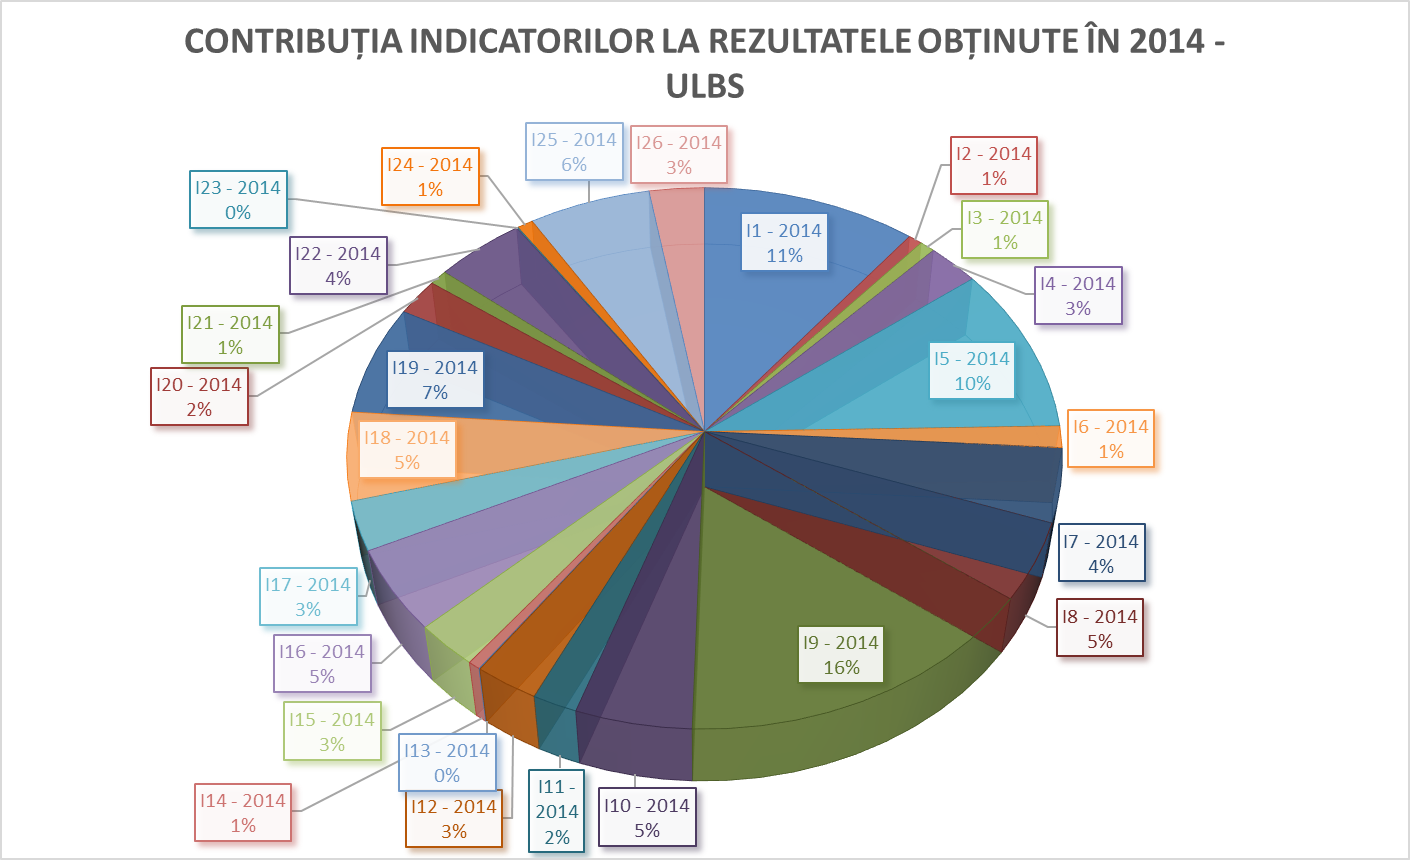 CONTRIBUȚIA INDICATORILOR LA REZULTATELE OBȚINUTE ÎN 2014 -
ULBS
I1 - 2014
11%
I2 - 2014
1%
I3 - 2014
1%
I4 - 2014
3%
I5 - 2014
10%
I6 - 2014
1%
I7 - 2014
4%
I8 - 2014
5%
I9 - 2014
16%
I10 - 2014
5%
I11 -
2014
2%
I12 - 2014
3%
I13 - 2014
0%
I14 - 2014
1%
I15 - 2014
3%
I16 - 2014
5%
I17 - 2014
3%
I18 - 2014
5%
I19 - 2014
7%
I20 - 2014
2%
I21 - 2014
1%
I22 - 2014
4%
I23 - 2014
0%
I24 - 2014
1%
I25 - 2014
6%
I26 - 2014
3%